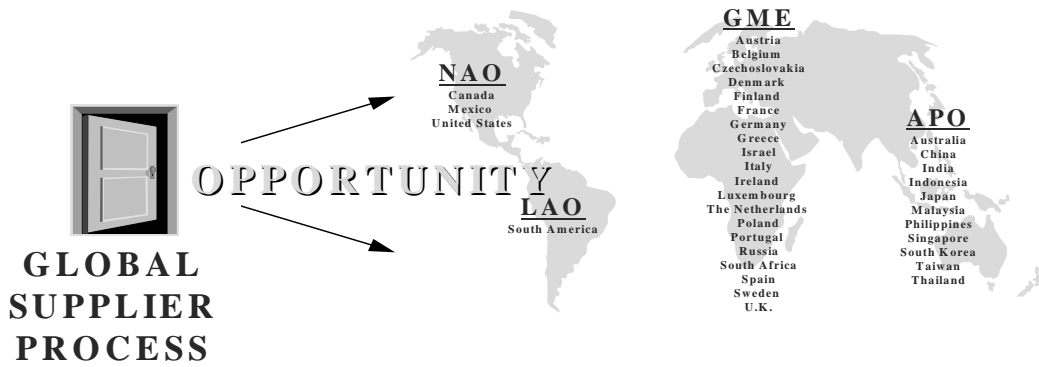 GLOBAL
SUPPLIER
PROCESS
OPPORTUNITY
NAO
Canada
Mexico
United States
LAO
South America
GME
Austria
Belgium
Czechoslovakia
Denmark
Finland
France
Germany
Greece
Israel
Italy
Ireland
Luxembourg
The Netherlands
Poland
Portugal
Russia
South Africa
Spain
Sweden
U.K.
APO
Australia
China
India
Indonesia
Japan
Malaysia
Philippines
Singapore
South Korea
Taiwan
Thailand